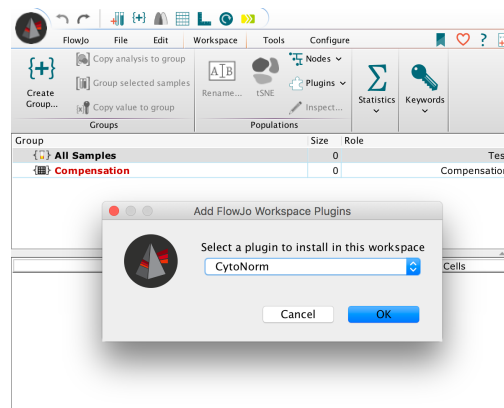 FlowJo File Edit Workspace Tools Configure
{+} Create Group...
Copy analysis to group
Group selected samples
Copy value to group
Groups
A B Rename...
tSNE
Nodes
Plugins
Inspect...
Populations
Σ Statistics
Keywords
Group Size Role
{ } All Samples 0 Tes
{ } Compensation 0 Compensation
Add FlowJo Workspace Plugins
Select a plugin to install in this workspace
CytoNorm
Cancel OK
Cells